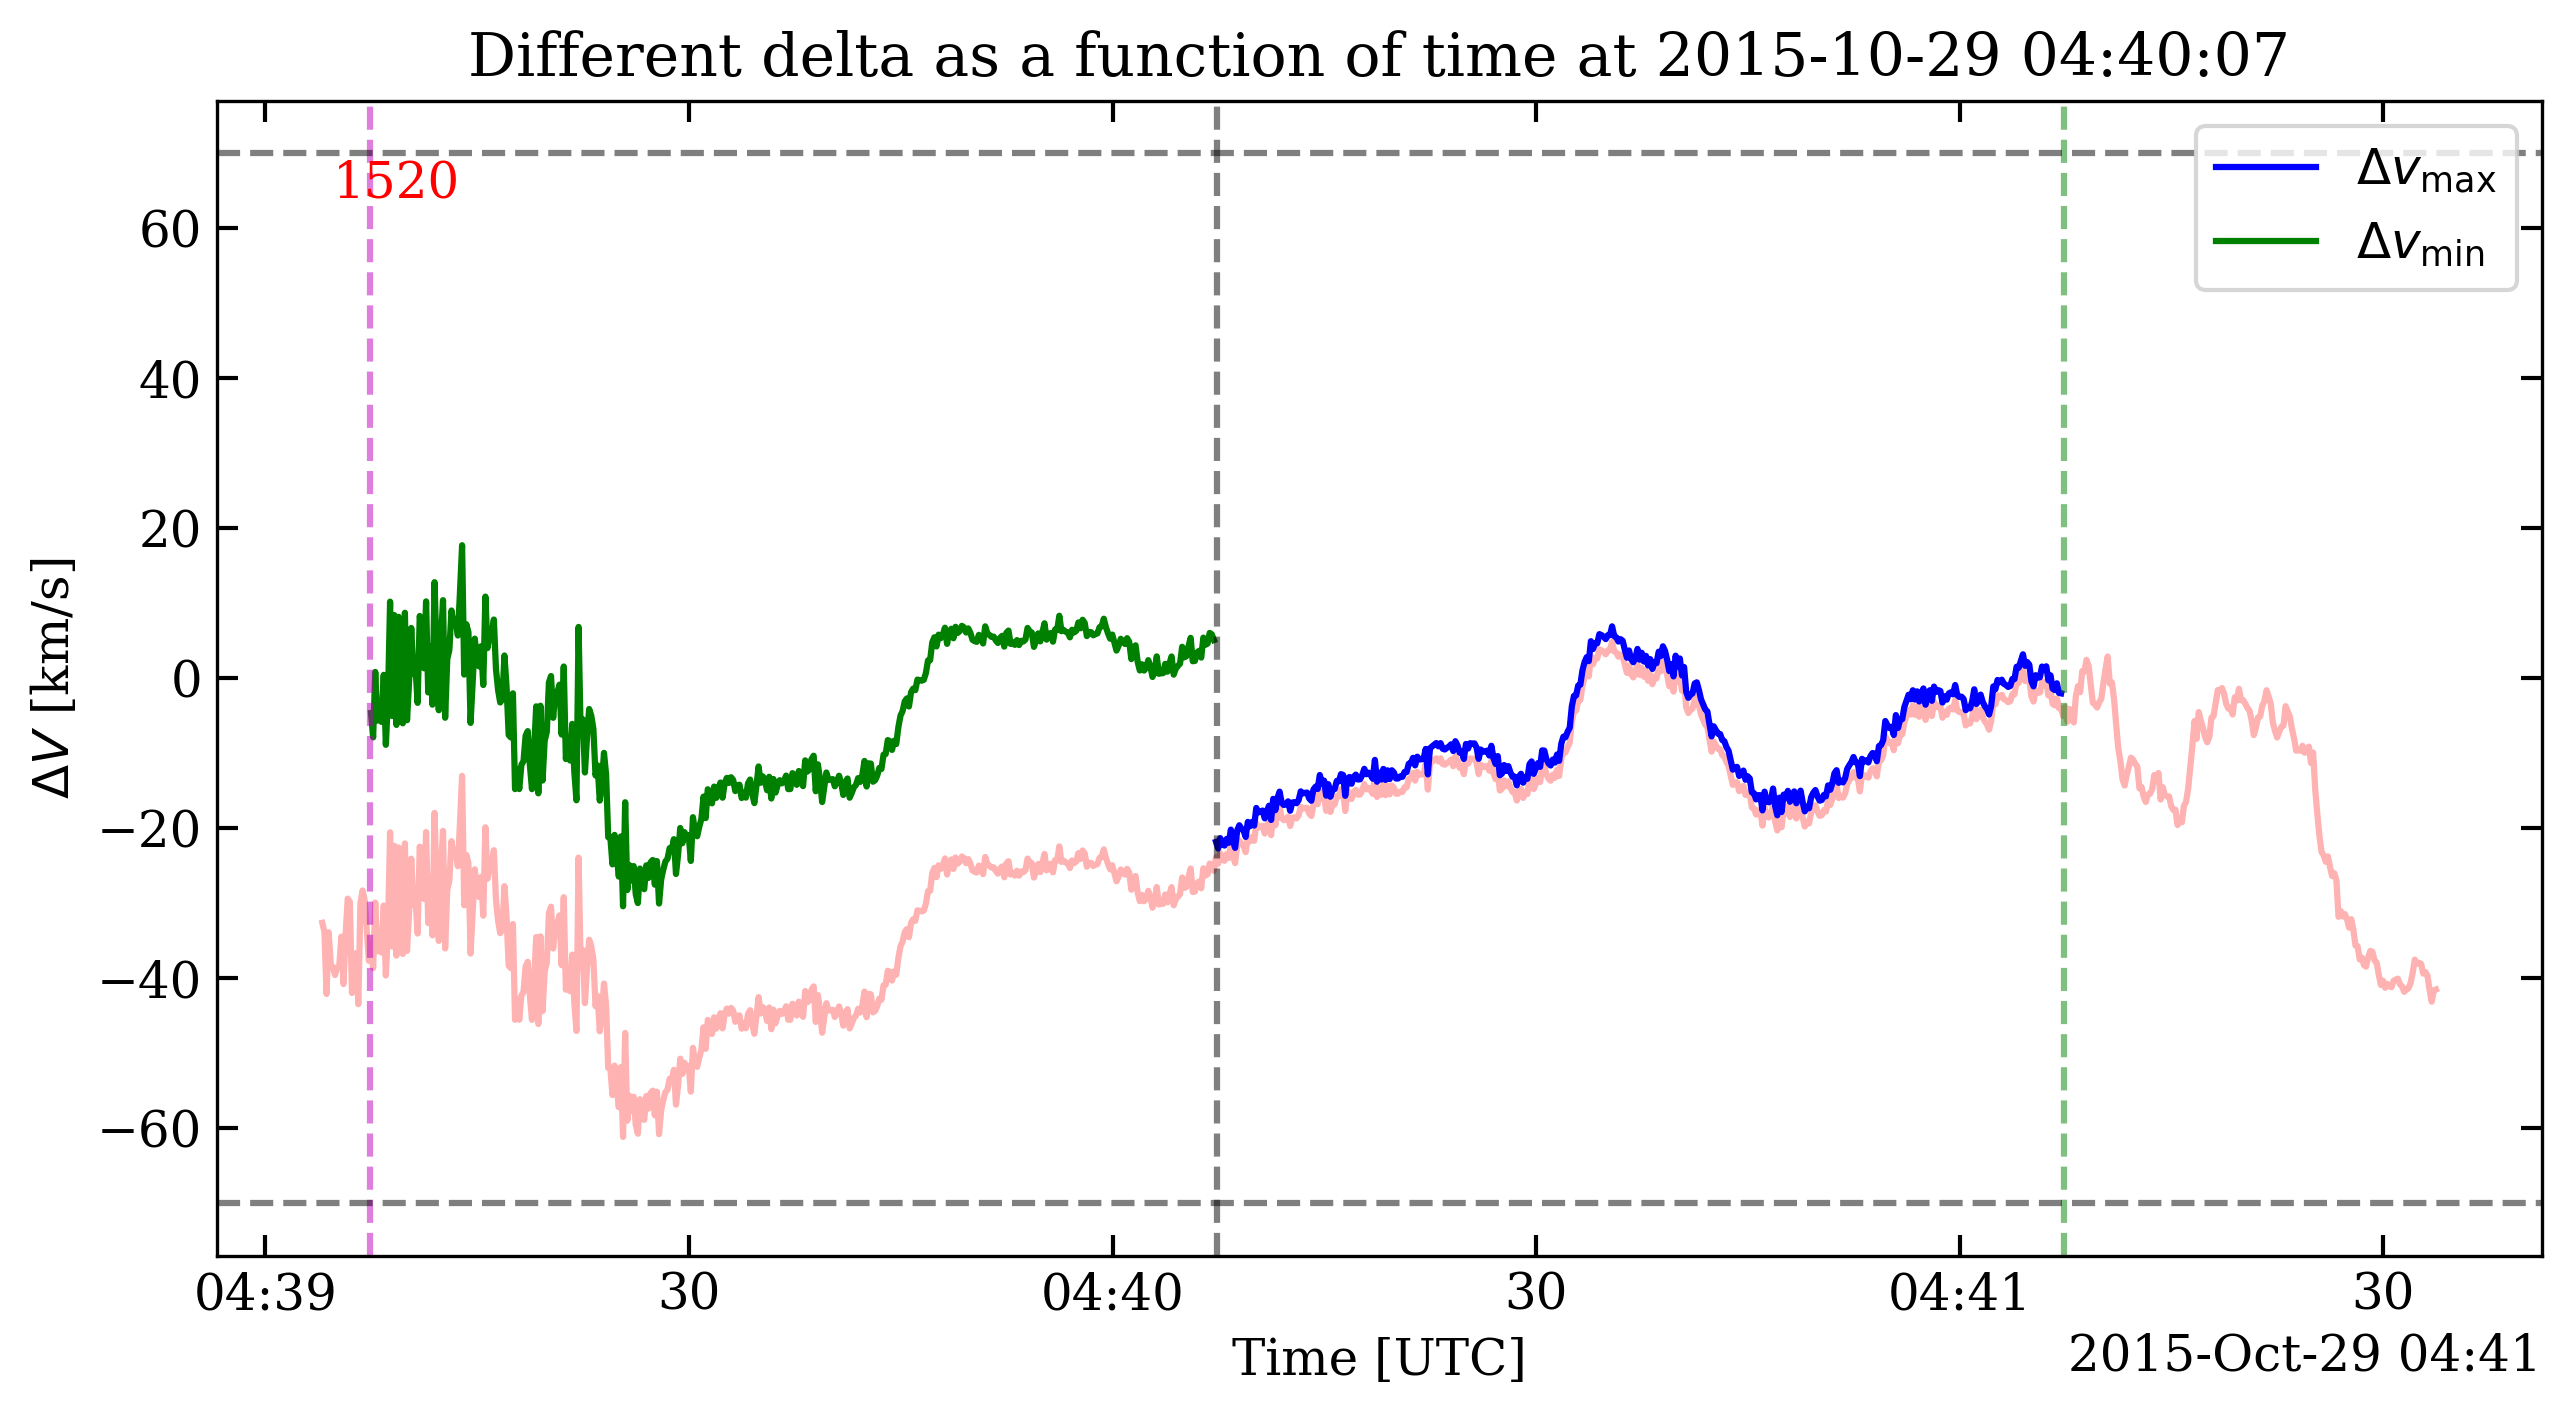 Different delta as a function of time at 2015-10-29 04:40:07
1520
Δv_max
Δv_min
60
40
20
0
−20
−40
−60
ΔV [km/s]
04:39 30 04:40 30 04:41 30
Time [UTC]
2015-Oct-29 04:41